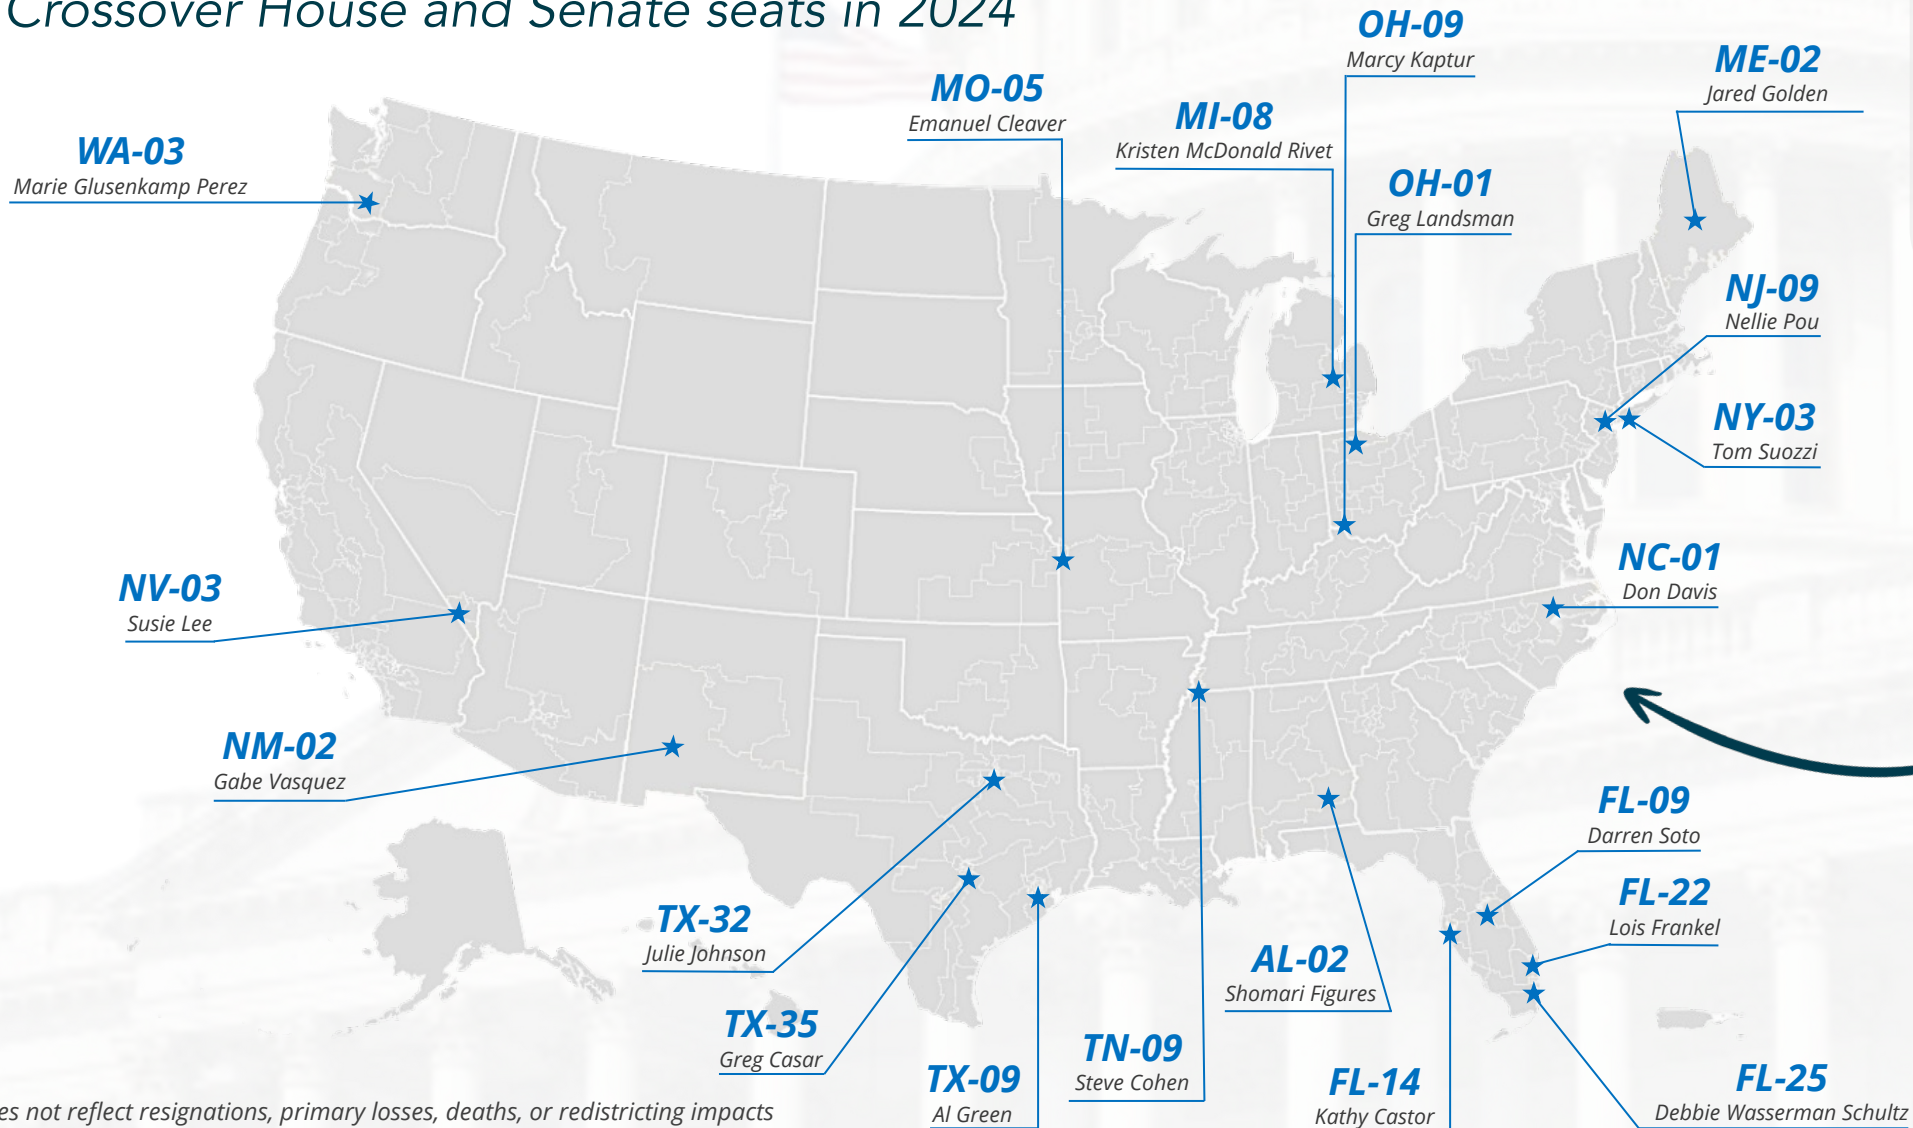 Crossover House and Senate seats in 2024
OH-09
Marcy Kaptur
ME-02
Jared Golden
MO-05
Emanuel Cleaver
MI-08
Kristen McDonald Rivet
WA-03
Marie Glusenkamp Perez
OH-01
Greg Landsman
NJ-09
Nellie Pou
NY-03
Tom Suozzi
NC-01
Don Davis
NV-03
Susie Lee
NM-02
Gabe Vasquez
FL-09
Darren Soto
FL-22
Lois Frankel
TX-32
Julie Johnson
AL-02
Shomari Figures
TX-35
Greg Casar
TN-09
Steve Cohen
TX-09
Al Green
FL-14
Kathy Castor
FL-25
Debbie Wasserman Schultz
not reflect resignations, primary losses, deaths, or redistricting impacts